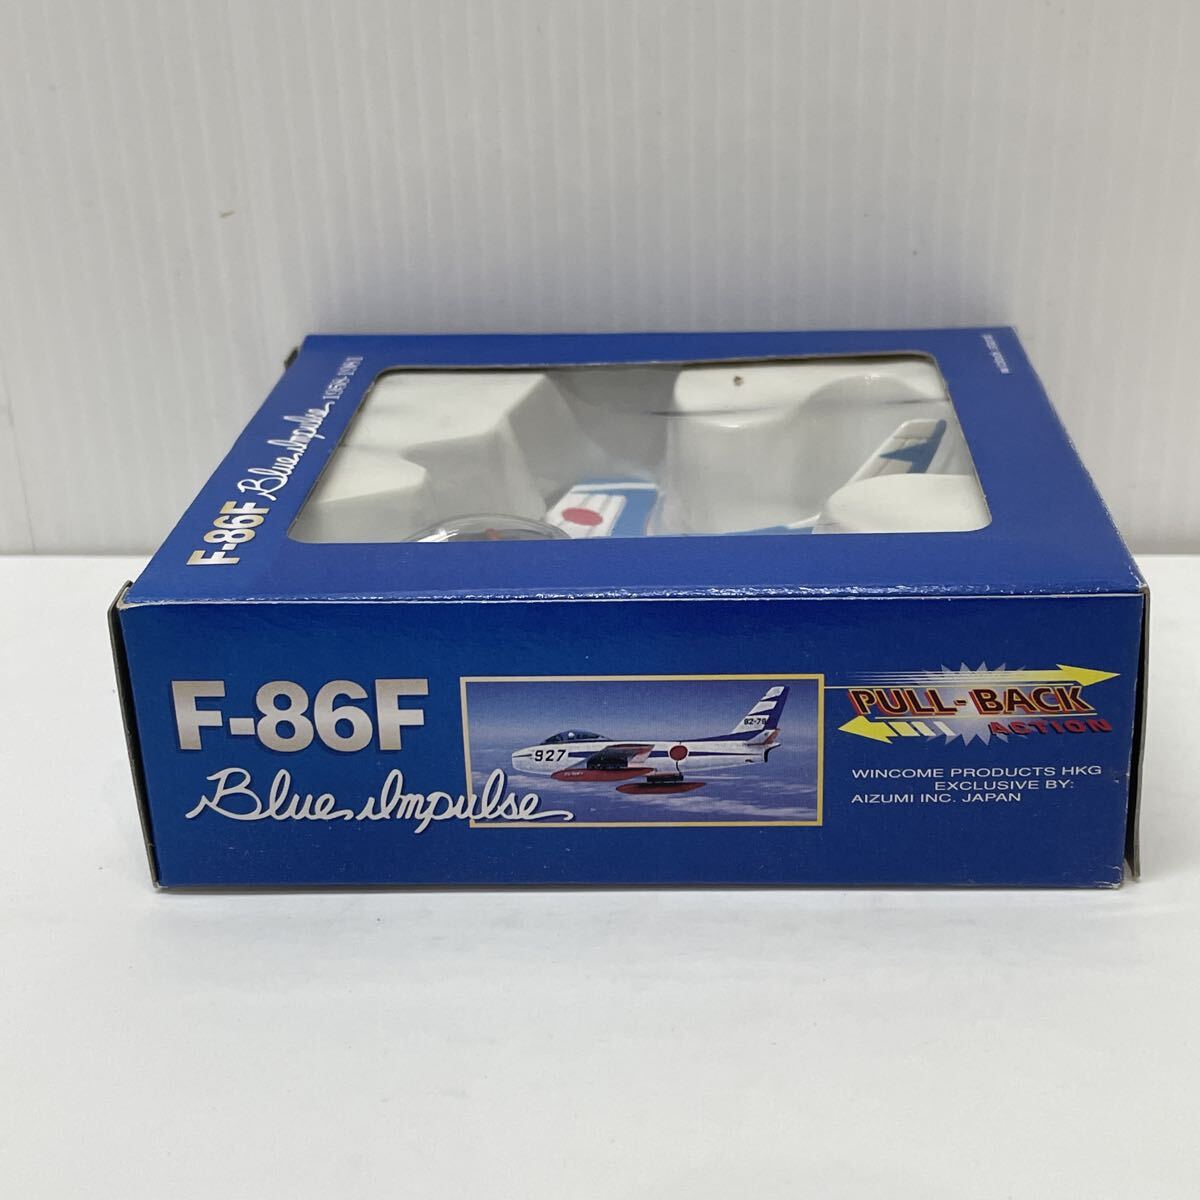 F-86F Blue Impulse
F-86F
Blue Impulse
927
PULL-BACK
ACTION
WINCOME PRODUCTS HKG
EXCLUSIVE BY:
AIZUMI INC. JAPAN